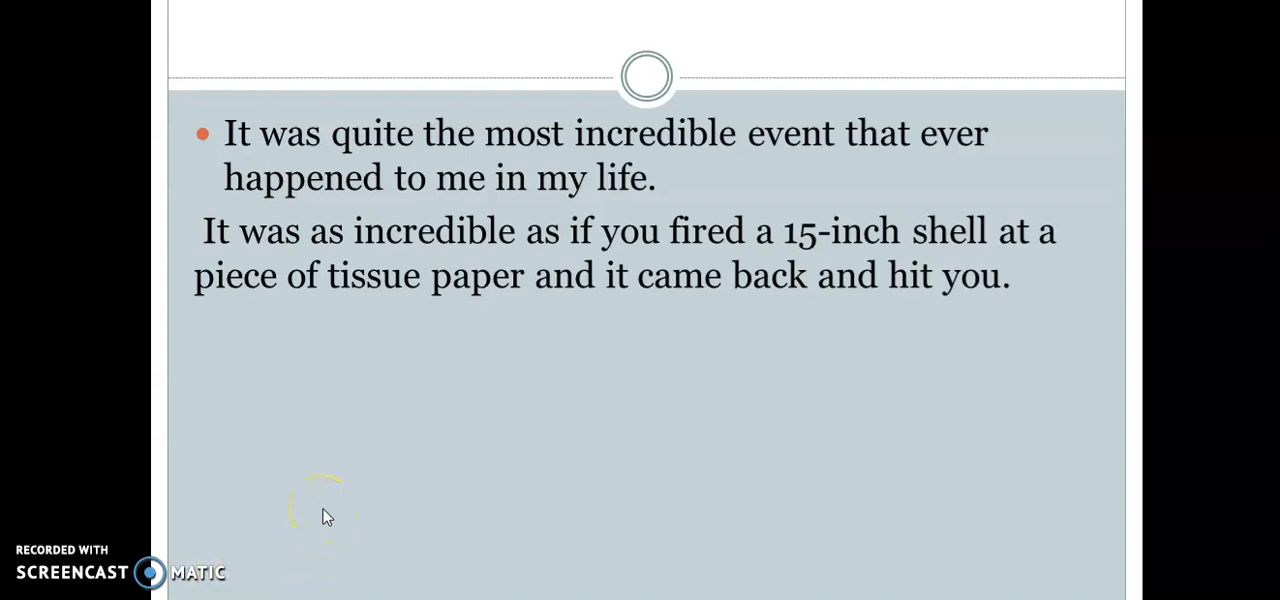 It was quite the most incredible event that ever
happened to me in my life.
It was as incredible as if you fired a 15-inch shell at a
piece of tissue paper and it came back and hit you.
RECORDED WITH
SCREENCAST MATIC